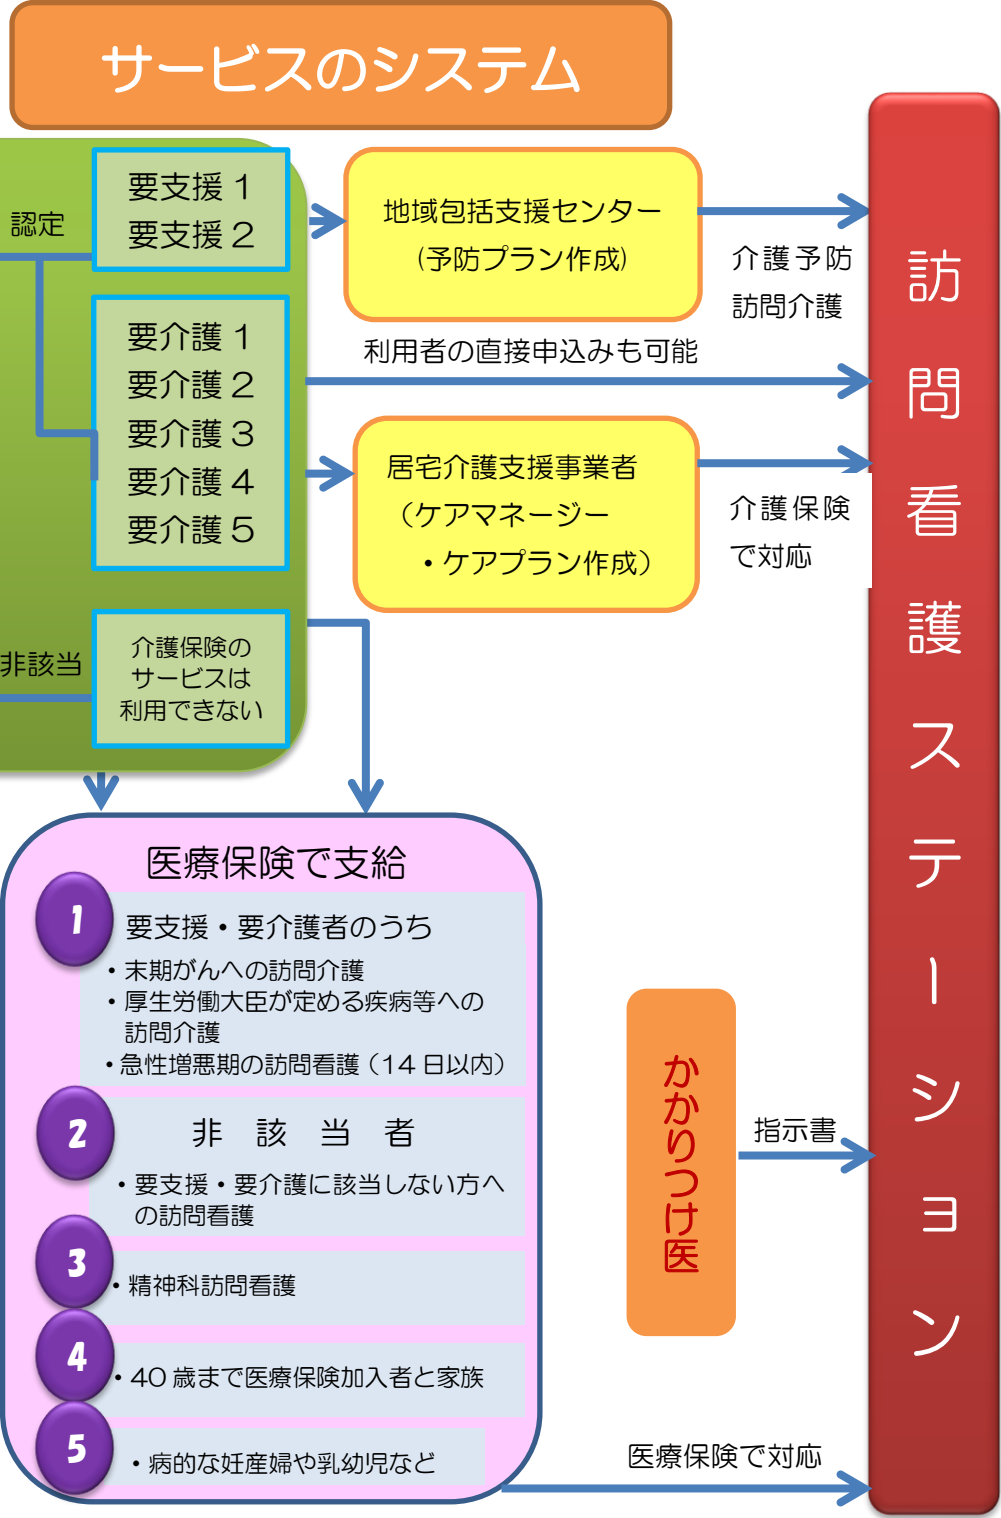 サービスのシステム
認定
要支援 1
要支援 2
地域包括支援センター
(予防プラン作成)
介護予防
訪問介護
利用者の直接申込みも可能
要介護 1
要介護 2
要介護 3
要介護 4
要介護 5
居宅介護支援事業者
（ケアマネージー
・ケアプラン作成）
介護保険
で対応
非該当
介護保険の
サービスは
利用できない
医療保険で支給
1
要支援・要介護者のうち
・末期がんへの訪問介護
・厚生労働大臣が定める疾病等への
訪問介護
・急性増悪期の訪問看護（14 日以内）
2
非 該 当 者
・要支援・要介護に該当しない方へ
の訪問看護
3
・精神科訪問看護
4
・40 歳まで医療保険加入者と家族
5
・病的な妊産婦や乳幼児など
かかりつけ医
指示書
医療保険で対応
訪問看護ステーション